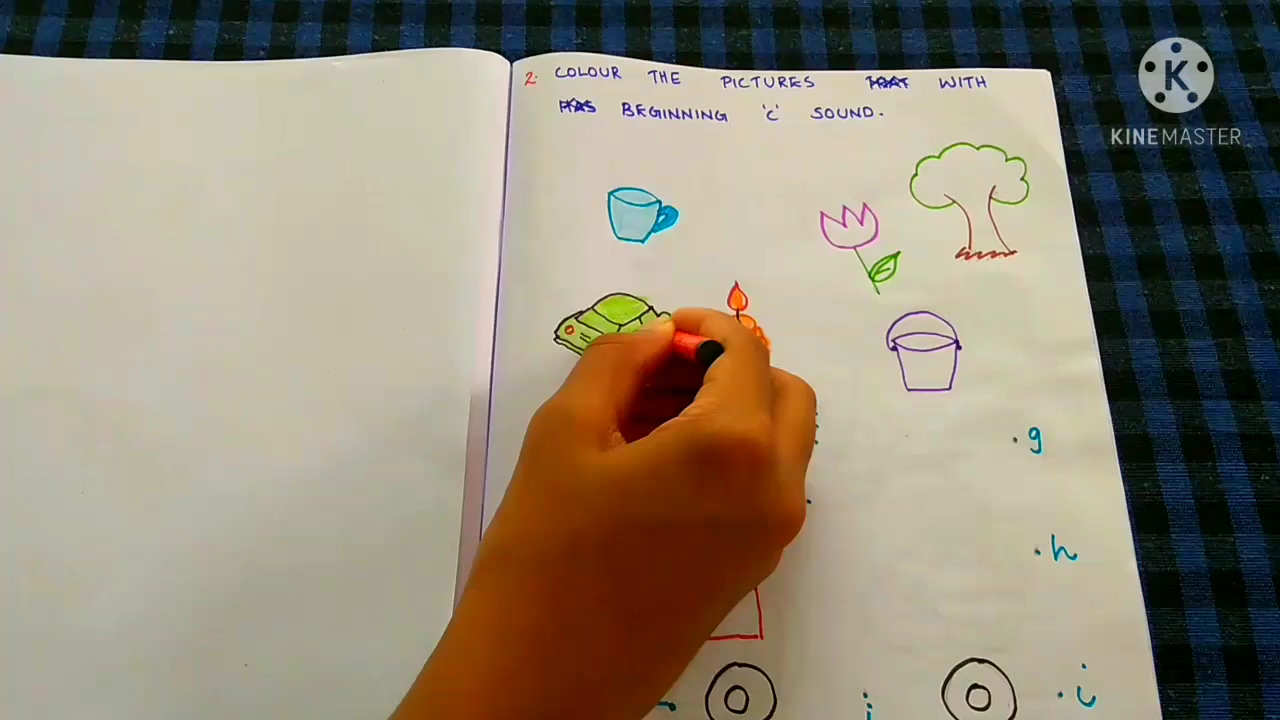 2. COLOUR THE PICTURES THAT WITH
HAS BEGINNING 'c' SOUND.
K
KINEMASTER
.g
.h
.i